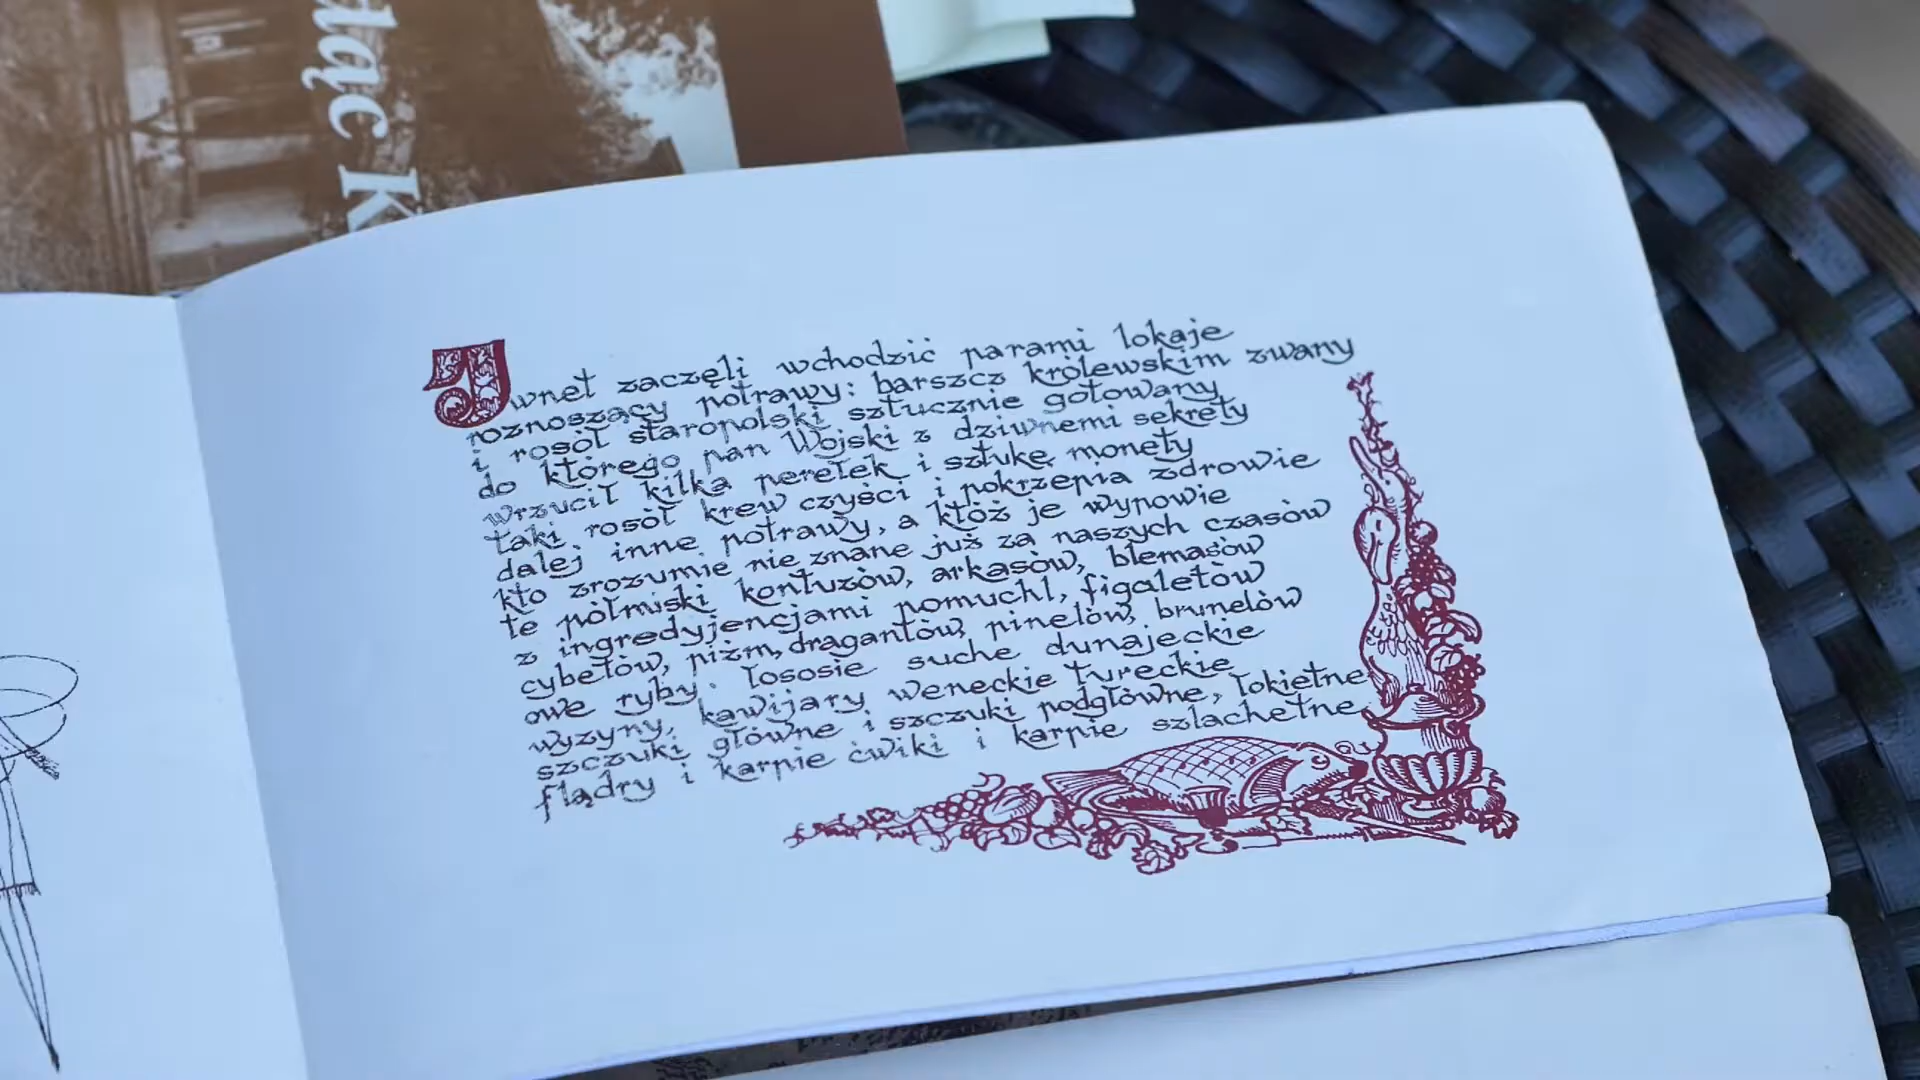 dąc k
Jwnet zaczęli wchodzić parami lokaje
roznoszący potrawy: barszcz królewskim zwany
i rosół staropolski sztucznie gotowany
do którego pan Wojski z dziwnemi sekrety
wrzucił kilka perełek i sztukę monety
taki rosół krew czyści i pokrzepia zdrowie
dalej inne potrawy, a któż je wypowie
kto zrozumie nie znane już za naszych czasów
te półmiski kontuzów, arkasów, blemasów
z ingredyjencjami pomuchl, figaletów
cybetów, piżm, dragantów, pinelów, brunelów
owe ryby. łososie suche dunajeckie
wyzyny, kawijary weneckie tureckie
szczuki główne i szczuki podgłówne, łokietne
flądry i karpie ćwiki i karpie szlachetne